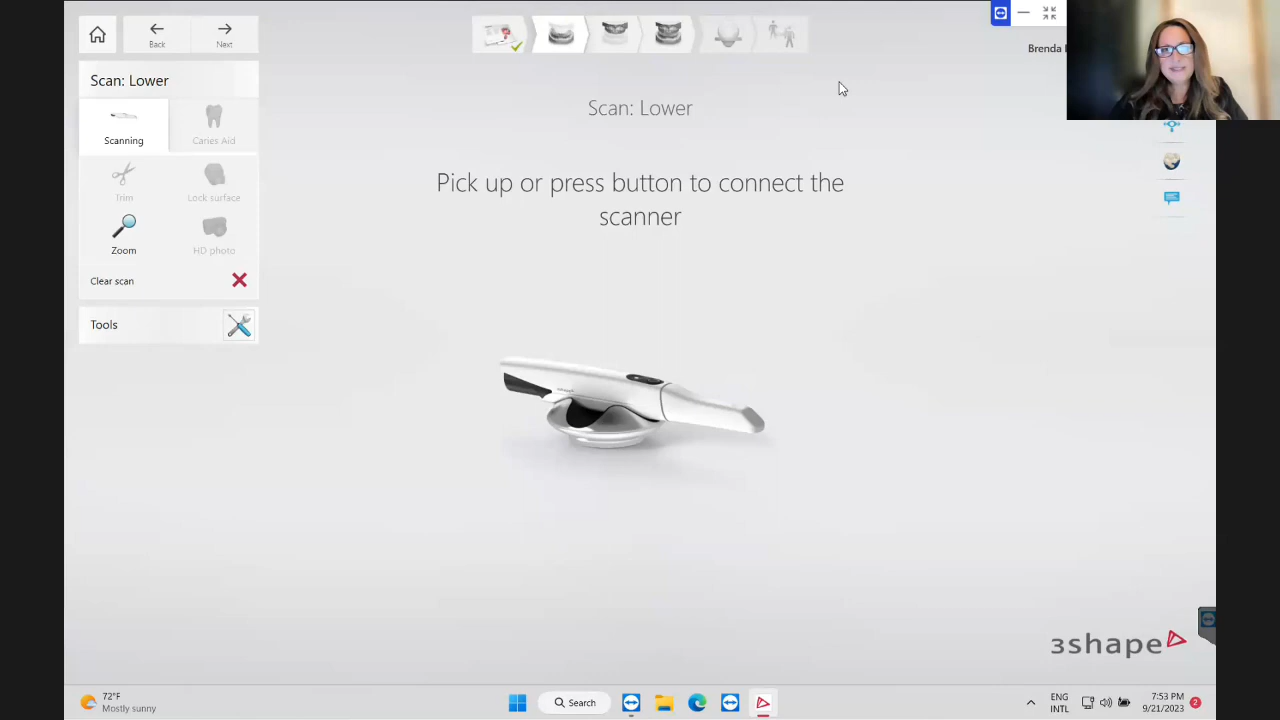 Back
Next
Brenda
Scan: Lower
Scan: Lower
Scanning
Caries Aid
Pick up or press button to connect the
scanner
Trim
Lock surface
Zoom
HD photo
Clear scan
Tools
3shape
72°F
Mostly sunny
Search
ENG
INTL
7:53 PM
9/21/2023
2